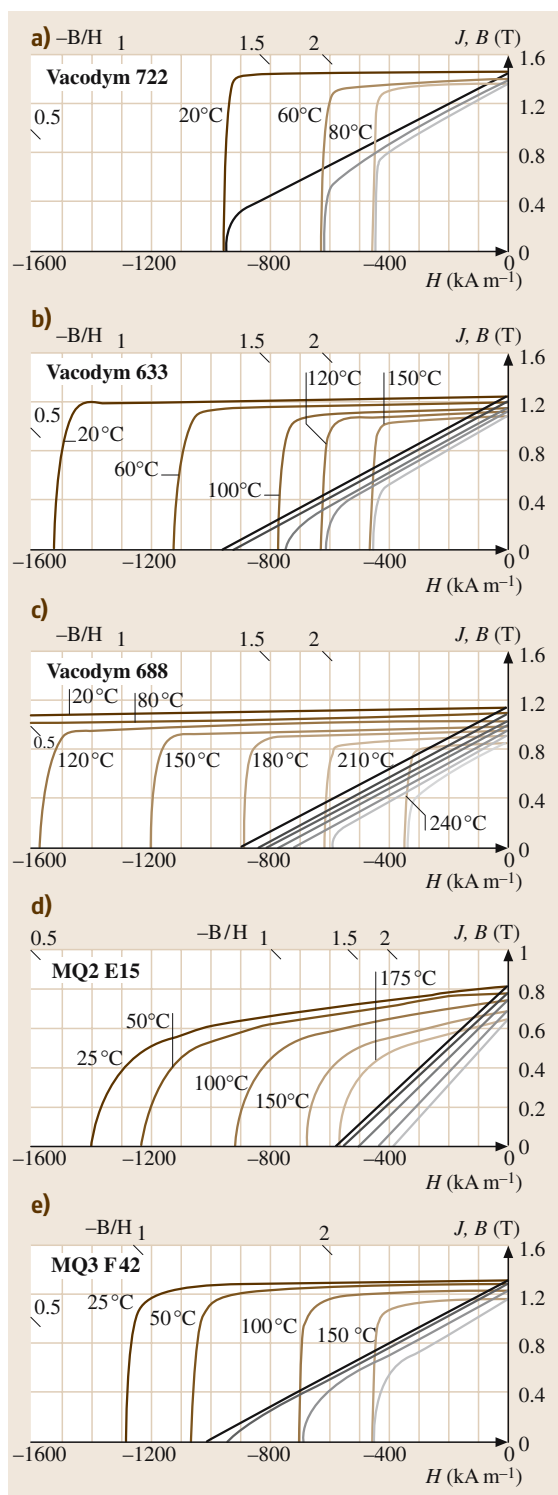 a) –B/H 1 1.5 2 J, B (T)
Vacodym 722 1.6
0.5 20°C 60°C 1.2
80°C 0.8
0.4
0
–1600 –1200 –800 –400 0
H (kA m⁻¹)
b) –B/H 1 1.5 2 J, B (T)
Vacodym 633 1.6
120°C 150°C
0.5 20°C 1.2
60°C 0.8
100°C 0.4
0
–1600 –1200 –800 –400 0
H (kA m⁻¹)
c) –B/H 1 1.5 2 J, B (T)
Vacodym 688 1.6
20°C 80°C 1.2
0.5 120°C 150°C 180°C 210°C 0.8
0.4
240°C
0
–1600 –1200 –800 –400 0
H (kA m⁻¹)
d)
0.5 –B/H 1 1.5 2 J, B (T)
MQ2 E15 1
175°C
50°C 0.8
25°C 0.6
100°C 0.4
150°C 0.2
0
–1600 –1200 –800 –400 0
H (kA m⁻¹)
e) –B/H 1 2 J, B (T)
MQ3 F42 1.6
25°C 1.2
0.5 50°C 100°C 150°C
0.8
0.4
0
–1600 –1200 –800 –400 0
H (kA m⁻¹)